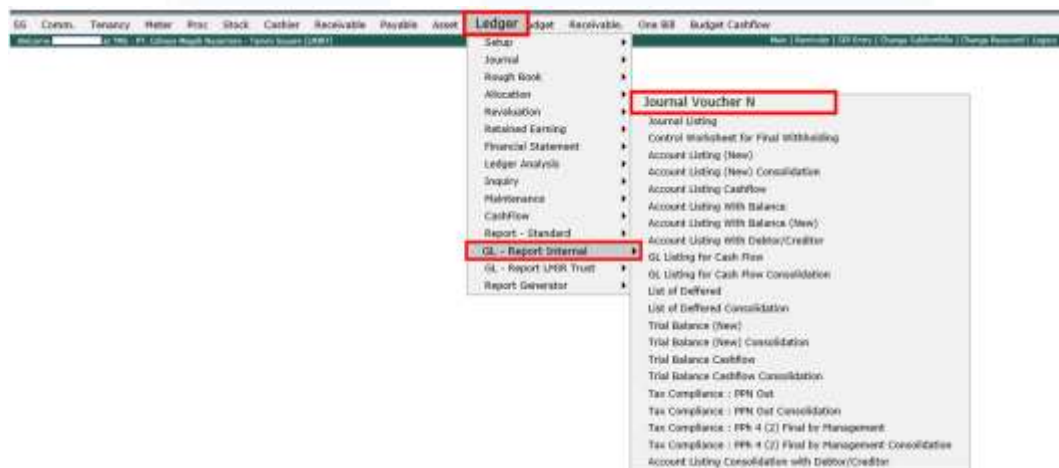 GS Comm. Tenancy Meter Proc Stock Cashier Receivable Payable Asset Ledger Budget Receivable. One Bill Budget Cashflow
Setup
Journal
Rough Book
Allocation
Revaluation
Retained Earning
Financial Statement
Ledger Analysis
Inquiry
Maintenance
CashFlow
Report - Standard
GL - Report Internal
GL - Report LMIR Trust
Report Generator
Journal Voucher N
Journal Listing
Control Worksheet for Final Withholding
Account Listing (New)
Account Listing (New) Consolidation
Account Listing Cashflow
Account Listing With Balance
Account Listing With Balance (New)
Account Listing With Debtor/Creditor
GL Listing for Cash Flow
GL Listing for Cash Flow Consolidation
List of Deffered
List of Deffered Consolidation
Trial Balance (New)
Trial Balance (New) Consolidation
Trial Balance Cashflow
Trial Balance Cashflow Consolidation
Tax Compliance : PPN Out
Tax Compliance : PPN Out Consolidation
Tax Compliance : PPh 4 (2) Final by Management
Tax Compliance : PPh 4 (2) Final by Management Consolidation
Account Listing Consolidation with Debtor/Creditor